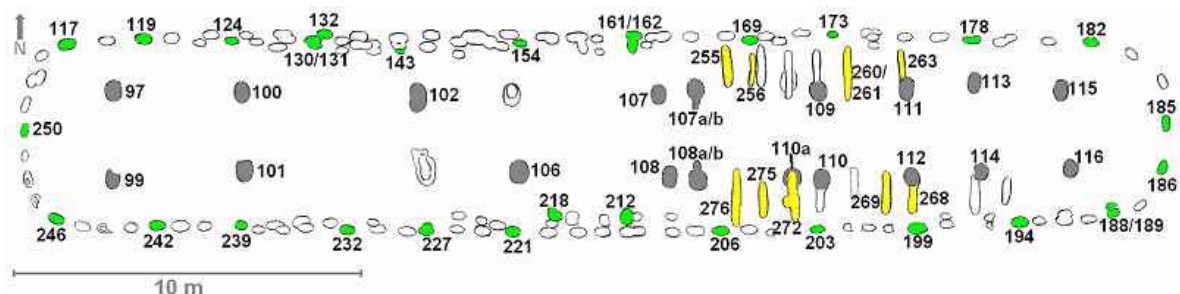 117 119 124 132 161/162 169 173 178 182
N
130/131 143 154
255 256 260/ 263
261
97 100 102 107 107a/b 109 111 113 115
185
250
99 101 106 108 108a/b 110a 110 112 114 116
186
275
276 272 269 268
218 212
246 242 239 232 227 221 206 203 199 194 188/189
10 m